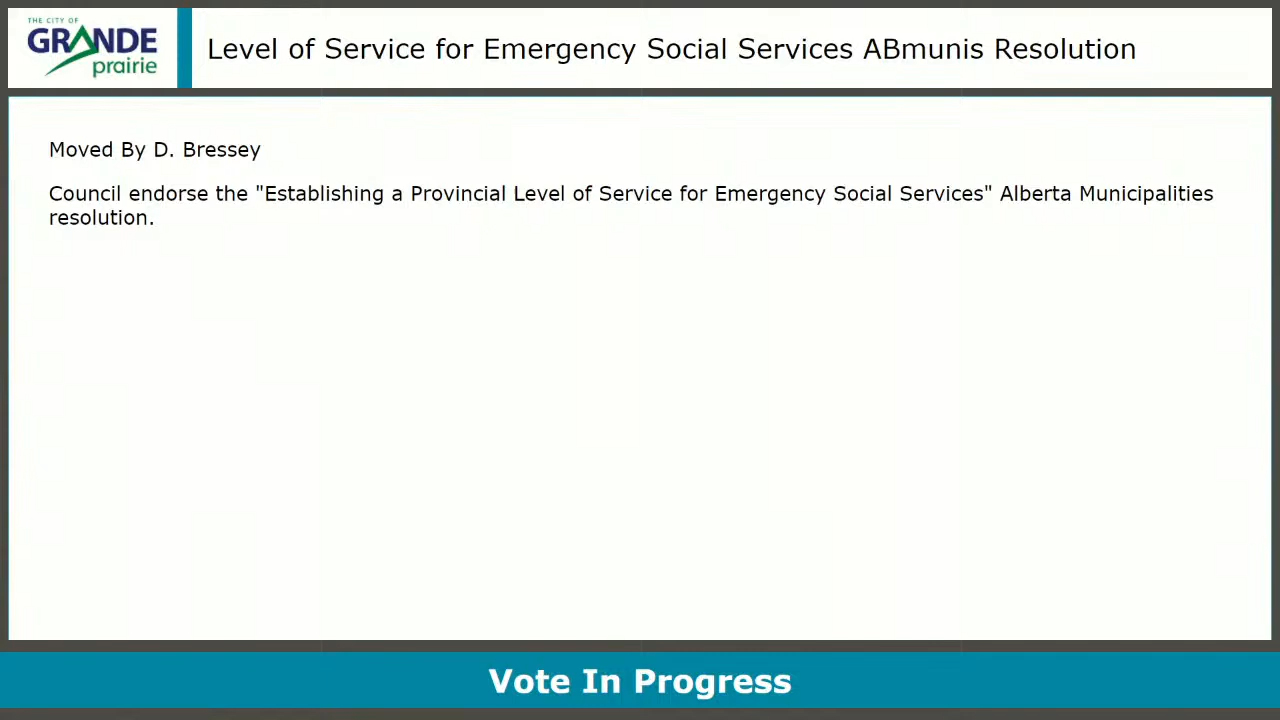 THE CITY OF
GRANDE
prairie
Level of Service for Emergency Social Services ABmunis Resolution
Moved By D. Bressey
Council endorse the "Establishing a Provincial Level of Service for Emergency Social Services" Alberta Municipalities
resolution.
Vote In Progress